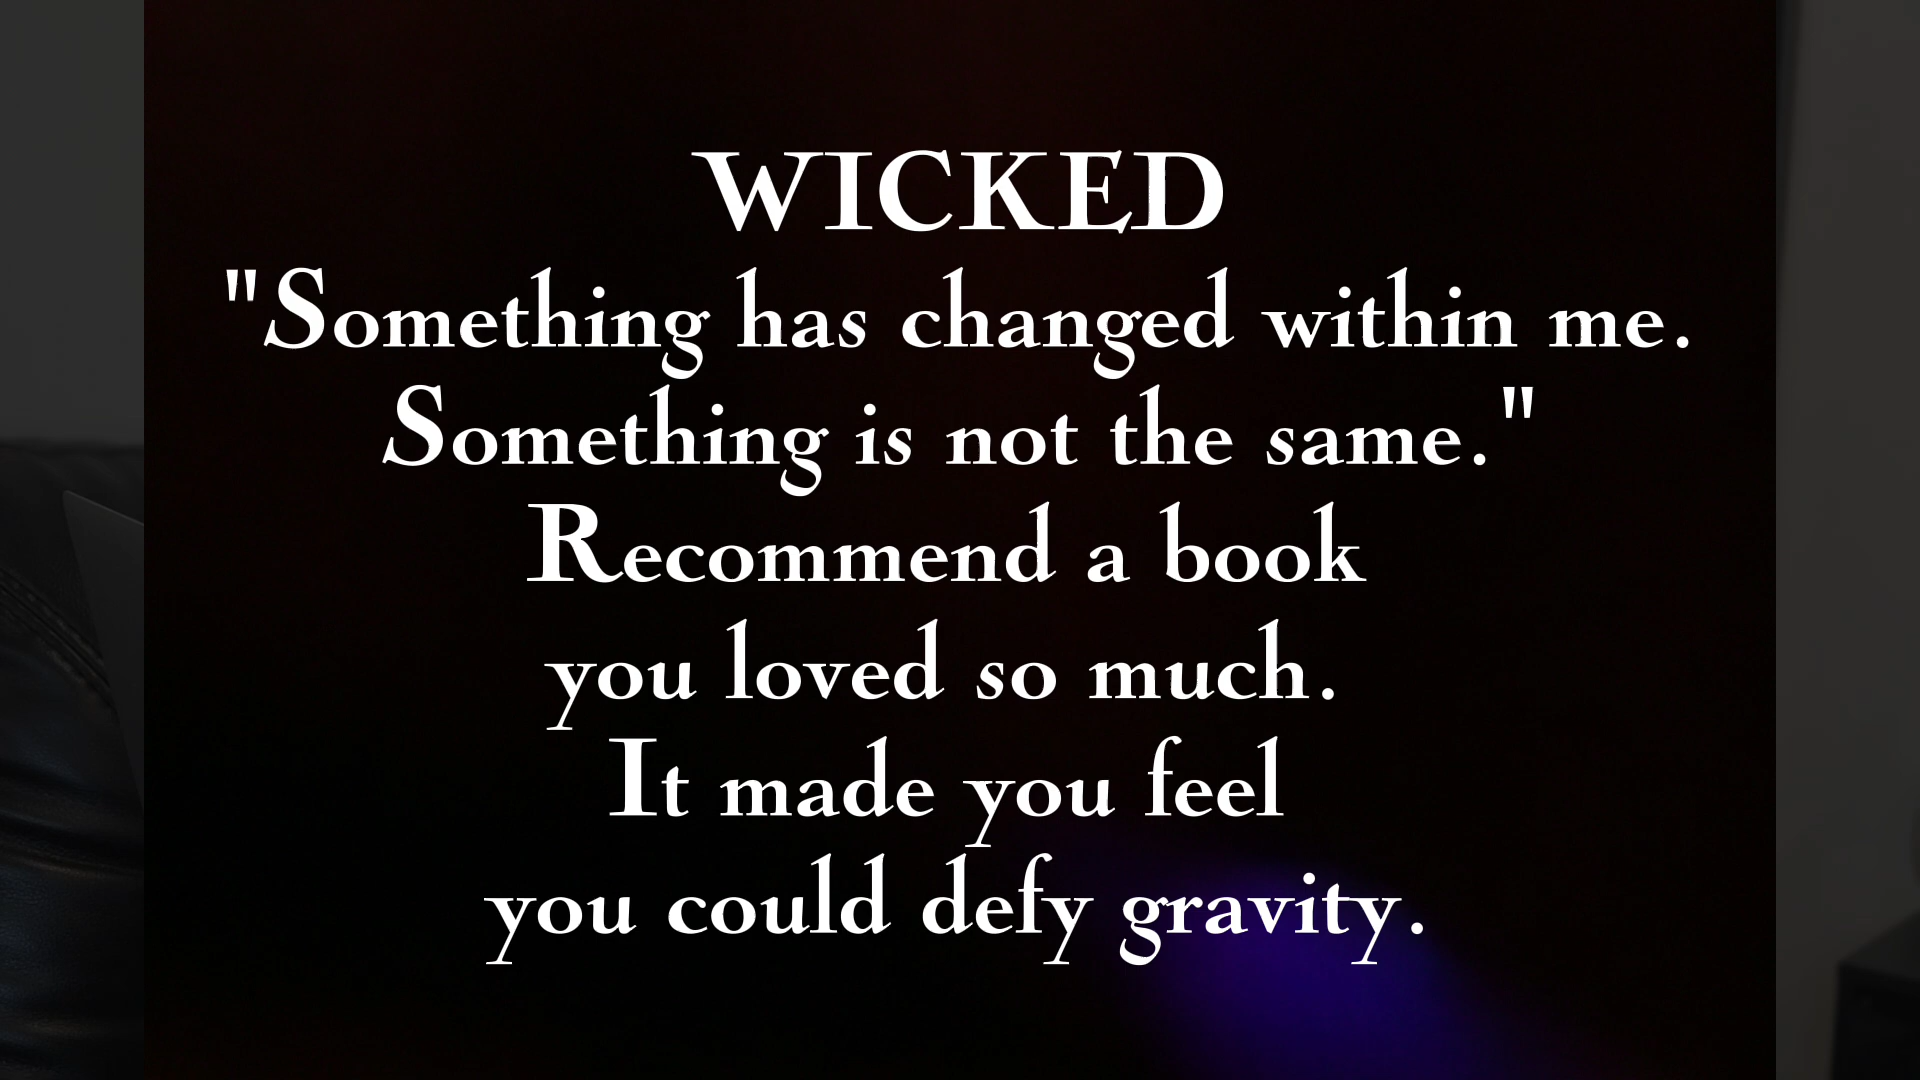 WICKED
"Something has changed within me.
Something is not the same."
Recommend a book
you loved so much.
It made you feel
you could defy gravity.